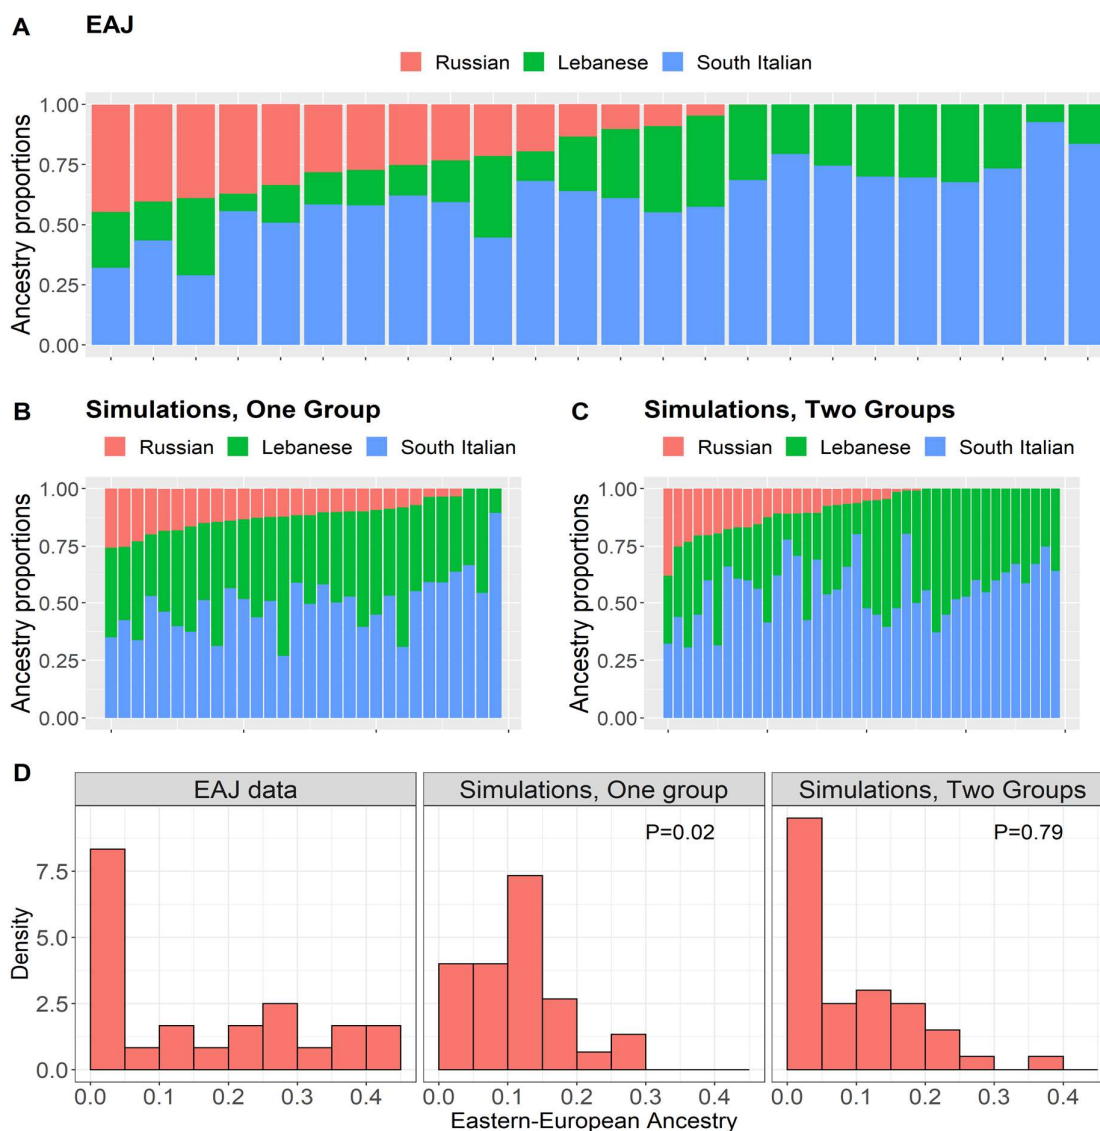 A EAJ
Russian Lebanese South Italian
Ancestry proportions
1.00
0.75
0.50
0.25
0.00
B Simulations, One Group
Russian Lebanese South Italian
Ancestry proportions
1.00
0.75
0.50
0.25
0.00
C Simulations, Two Groups
Russian Lebanese South Italian
Ancestry proportions
1.00
0.75
0.50
0.25
0.00
D
EAJ data Simulations, One group Simulations, Two Groups
P=0.02 P=0.79
Density
7.5
5.0
2.5
0.0
0.0 0.1 0.2 0.3 0.4 0.0 0.1 0.2 0.3 0.4 0.0 0.1 0.2 0.3 0.4
Eastern-European Ancestry